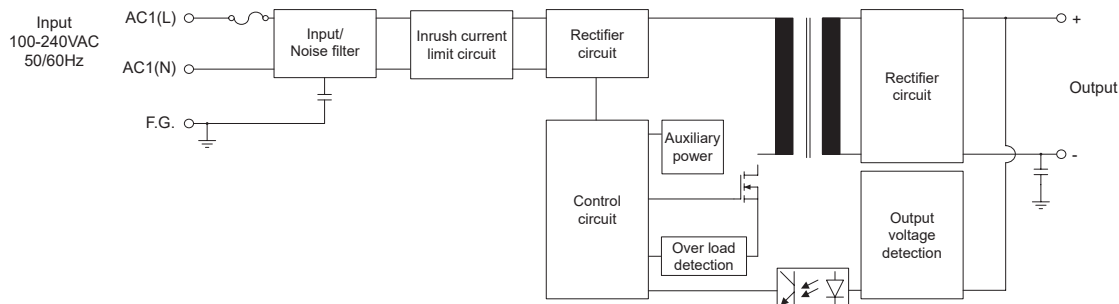 Input
100-240VAC
50/60Hz
AC1(L)
AC1(N)
F.G.
Input/
Noise filter
Inrush current
limit circuit
Rectifier
circuit
Control
circuit
Auxiliary
power
Over load
detection
Rectifier
circuit
Output
voltage
detection
+
Output
-